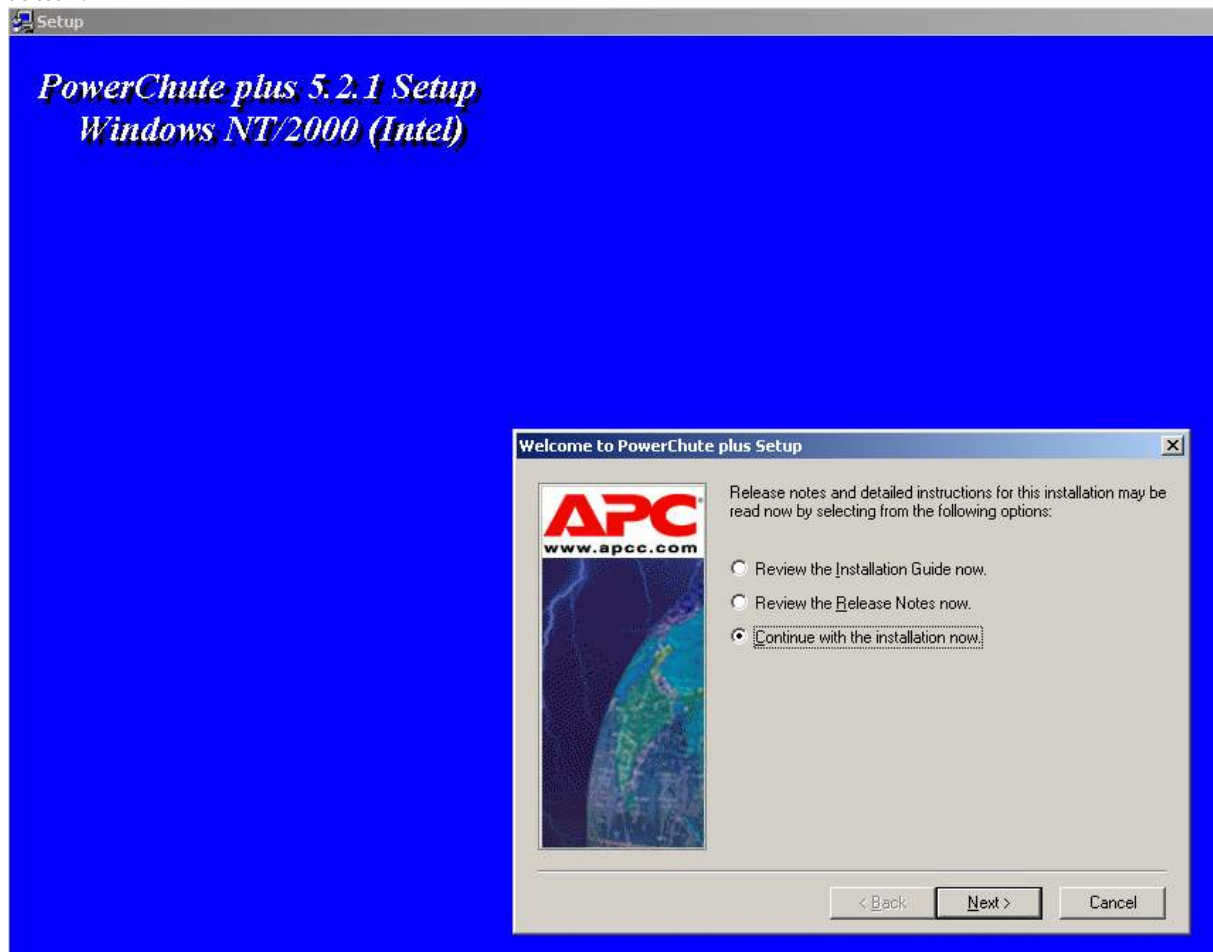 Setup
PowerChute plus 5.2.1 Setup
Windows NT/2000 (Intel)
Welcome to PowerChute plus Setup
APC
www.apcc.com
Release notes and detailed instructions for this installation may be
read now by selecting from the following options:
Review the Installation Guide now.
Review the Release Notes now.
Continue with the installation now.
< Back
Next >
Cancel